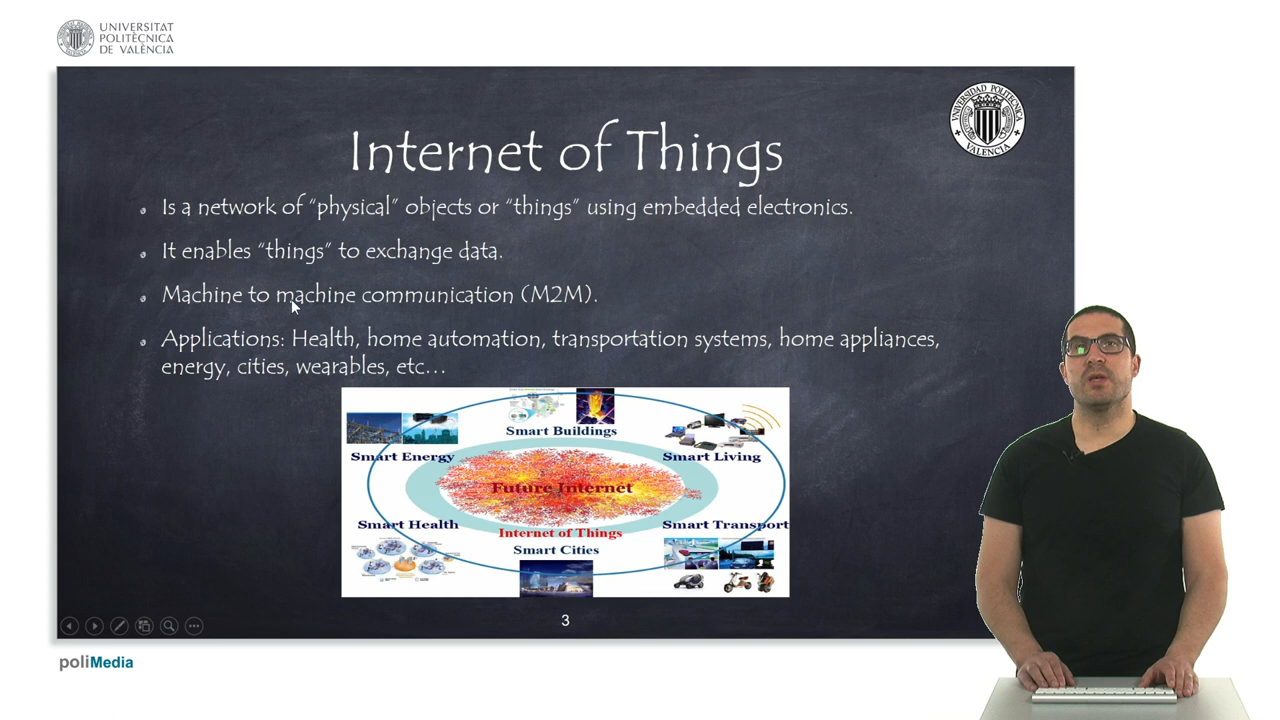 UNIVERSITAT
POLITÈCNICA
DE VALÈNCIA
UNIVERSIDAD POLITECNICA
VALENCIA
Internet of Things
Is a network of “physical” objects or “things” using embedded electronics.
It enables “things” to exchange data.
Machine to machine communication (M2M).
Applications: Health, home automation, transportation systems, home appliances,
energy, cities, wearables, etc…
Smart Buildings
Smart Energy
Smart Living
Future Internet
Smart Health
Smart Transport
Internet of Things
Smart Cities
3
poliMedia